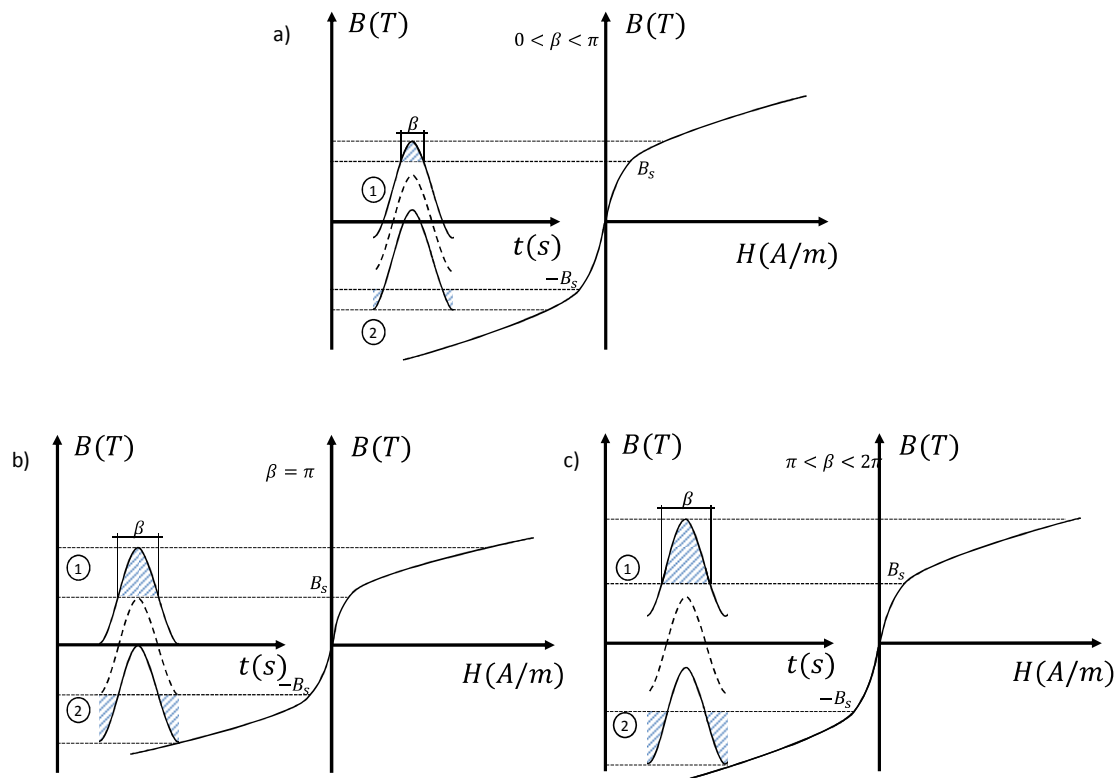 a)
B(T)
0 < β < π
B(T)
β
B_s
1
t(s)
H(A/m)
−B_s
2
b)
B(T)
β = π
B(T)
β
1
B_s
t(s)
H(A/m)
−B_s
2
c)
B(T)
π < β < 2π
B(T)
β
1
B_s
t(s)
H(A/m)
−B_s
2